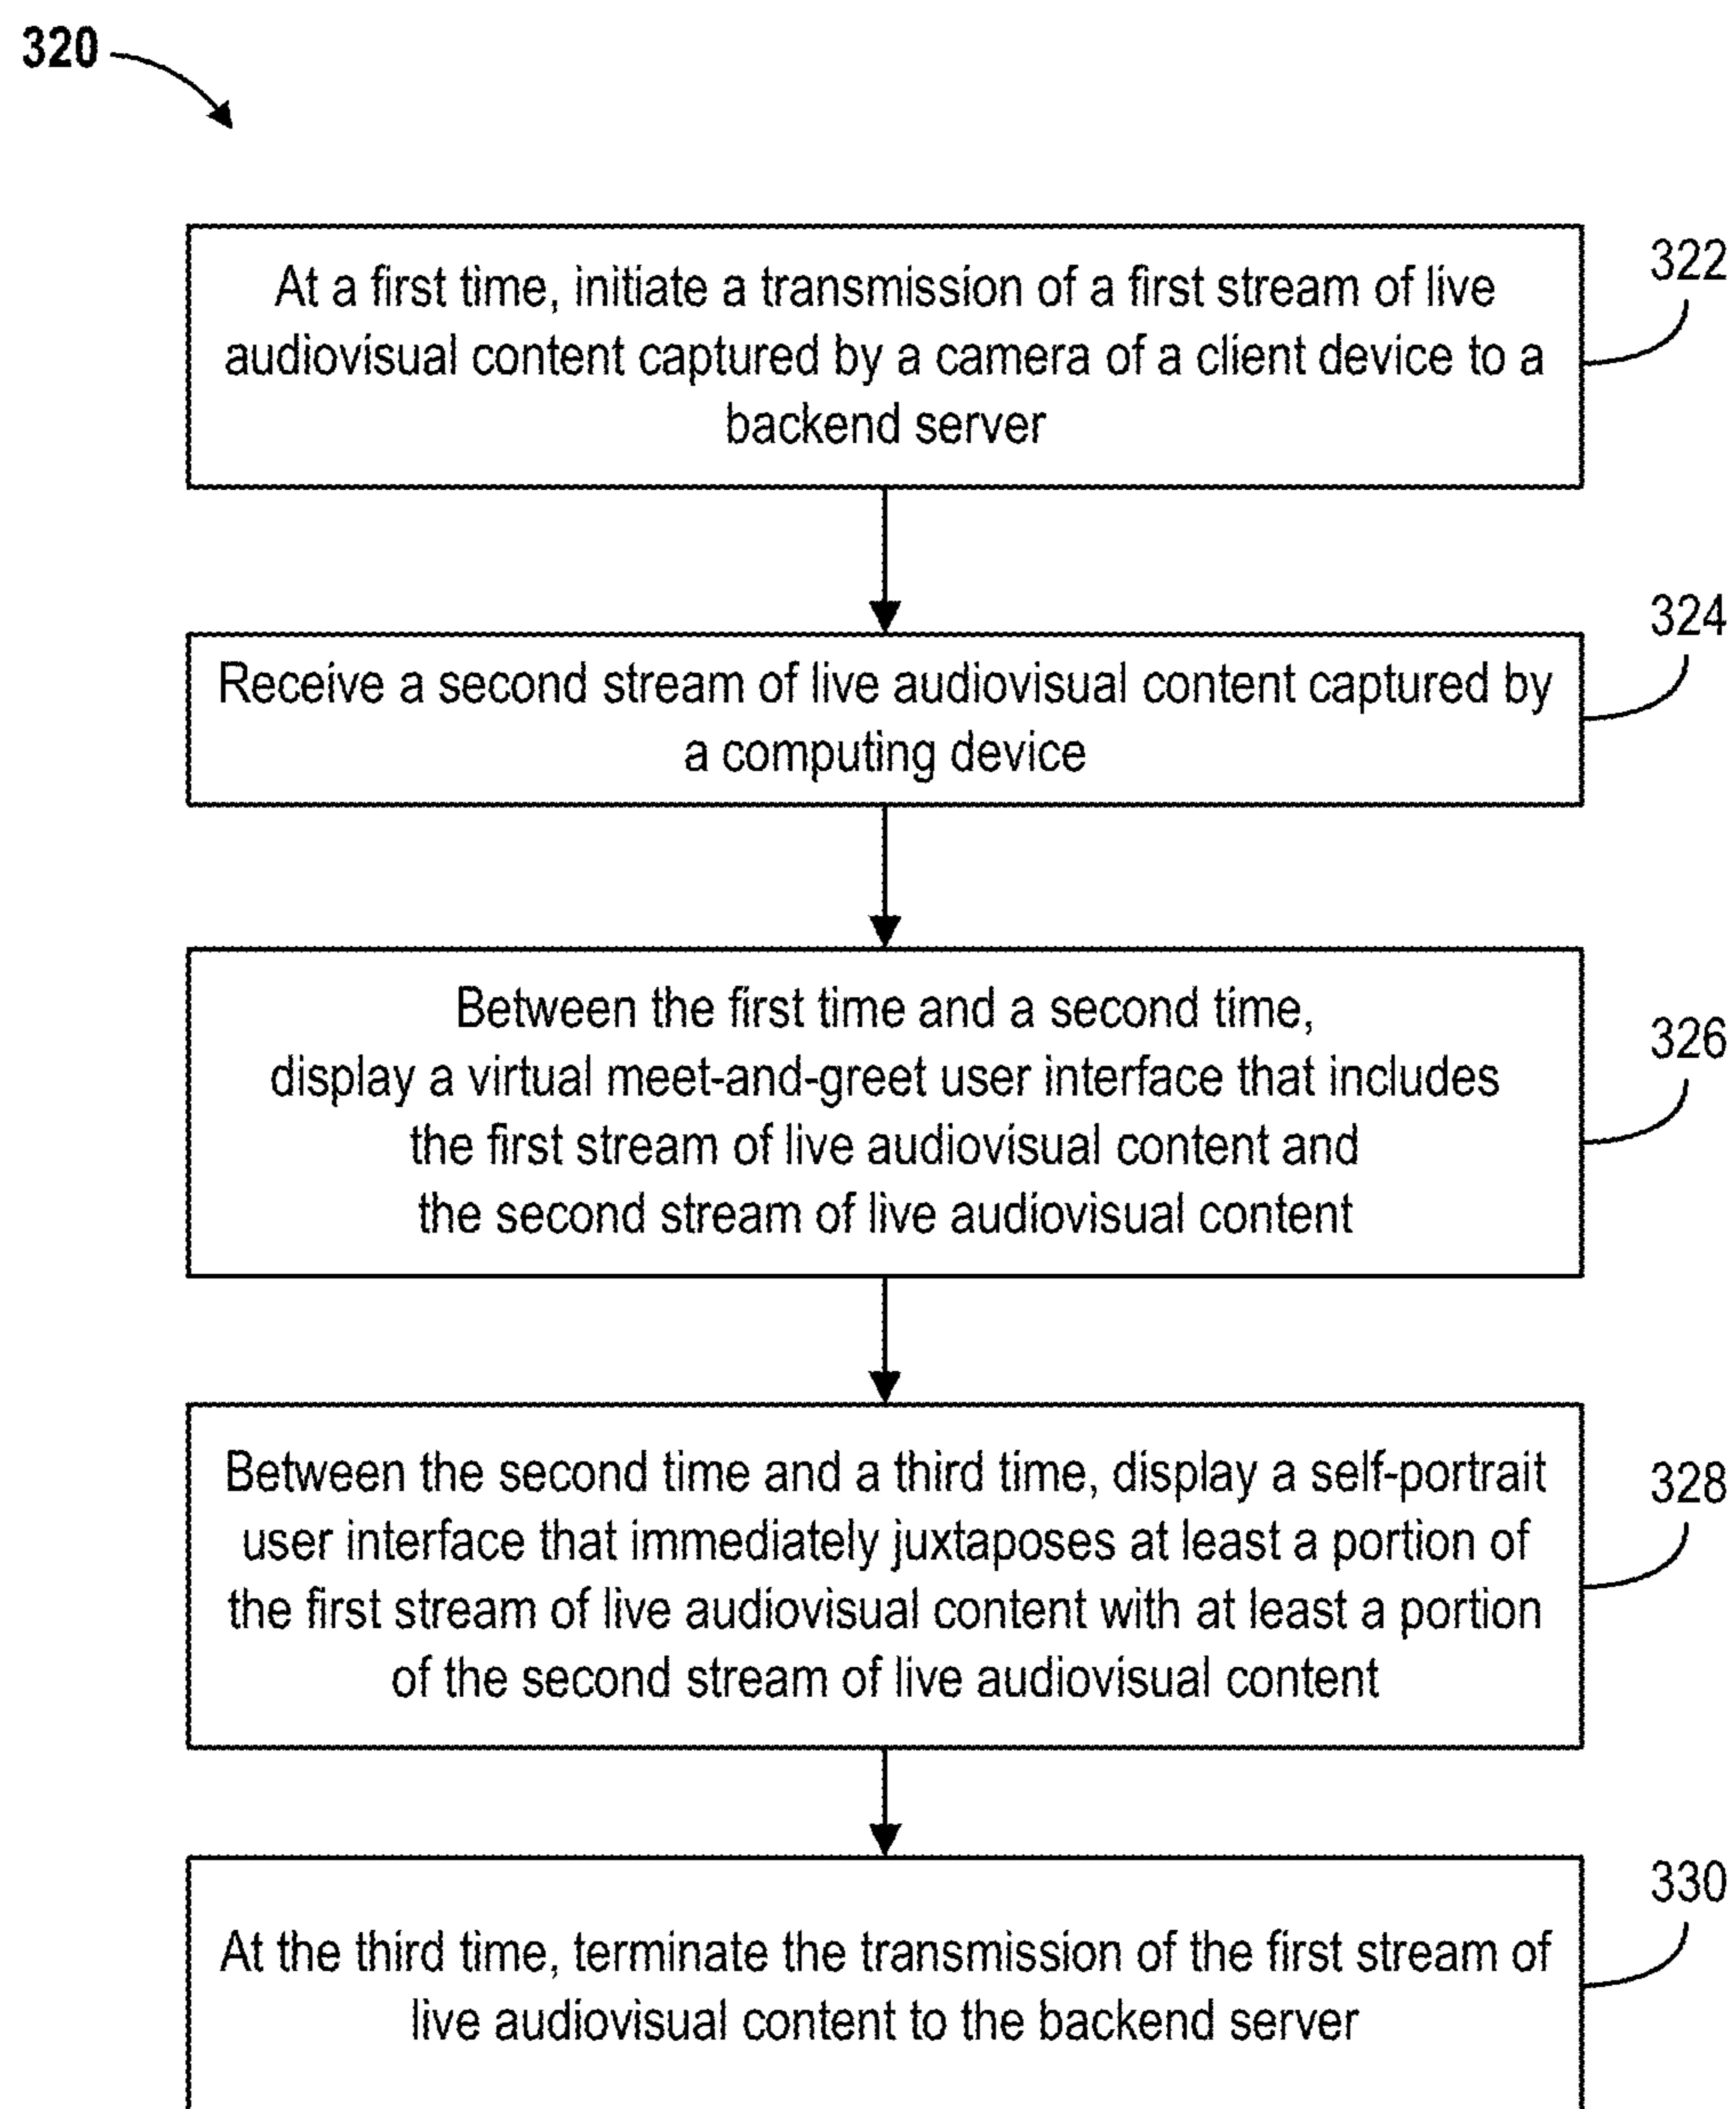 320
322
At a first time, initiate a transmission of a first stream of live
audiovisual content captured by a camera of a client device to a
backend server
324
Receive a second stream of live audiovisual content captured by
a computing device
326
Between the first time and a second time,
display a virtual meet-and-greet user interface that includes
the first stream of live audiovisual content and
the second stream of live audiovisual content
328
Between the second time and a third time, display a self-portrait
user interface that immediately juxtaposes at least a portion of
the first stream of live audiovisual content with at least a portion
of the second stream of live audiovisual content
330
At the third time, terminate the transmission of the first stream of
live audiovisual content to the backend server